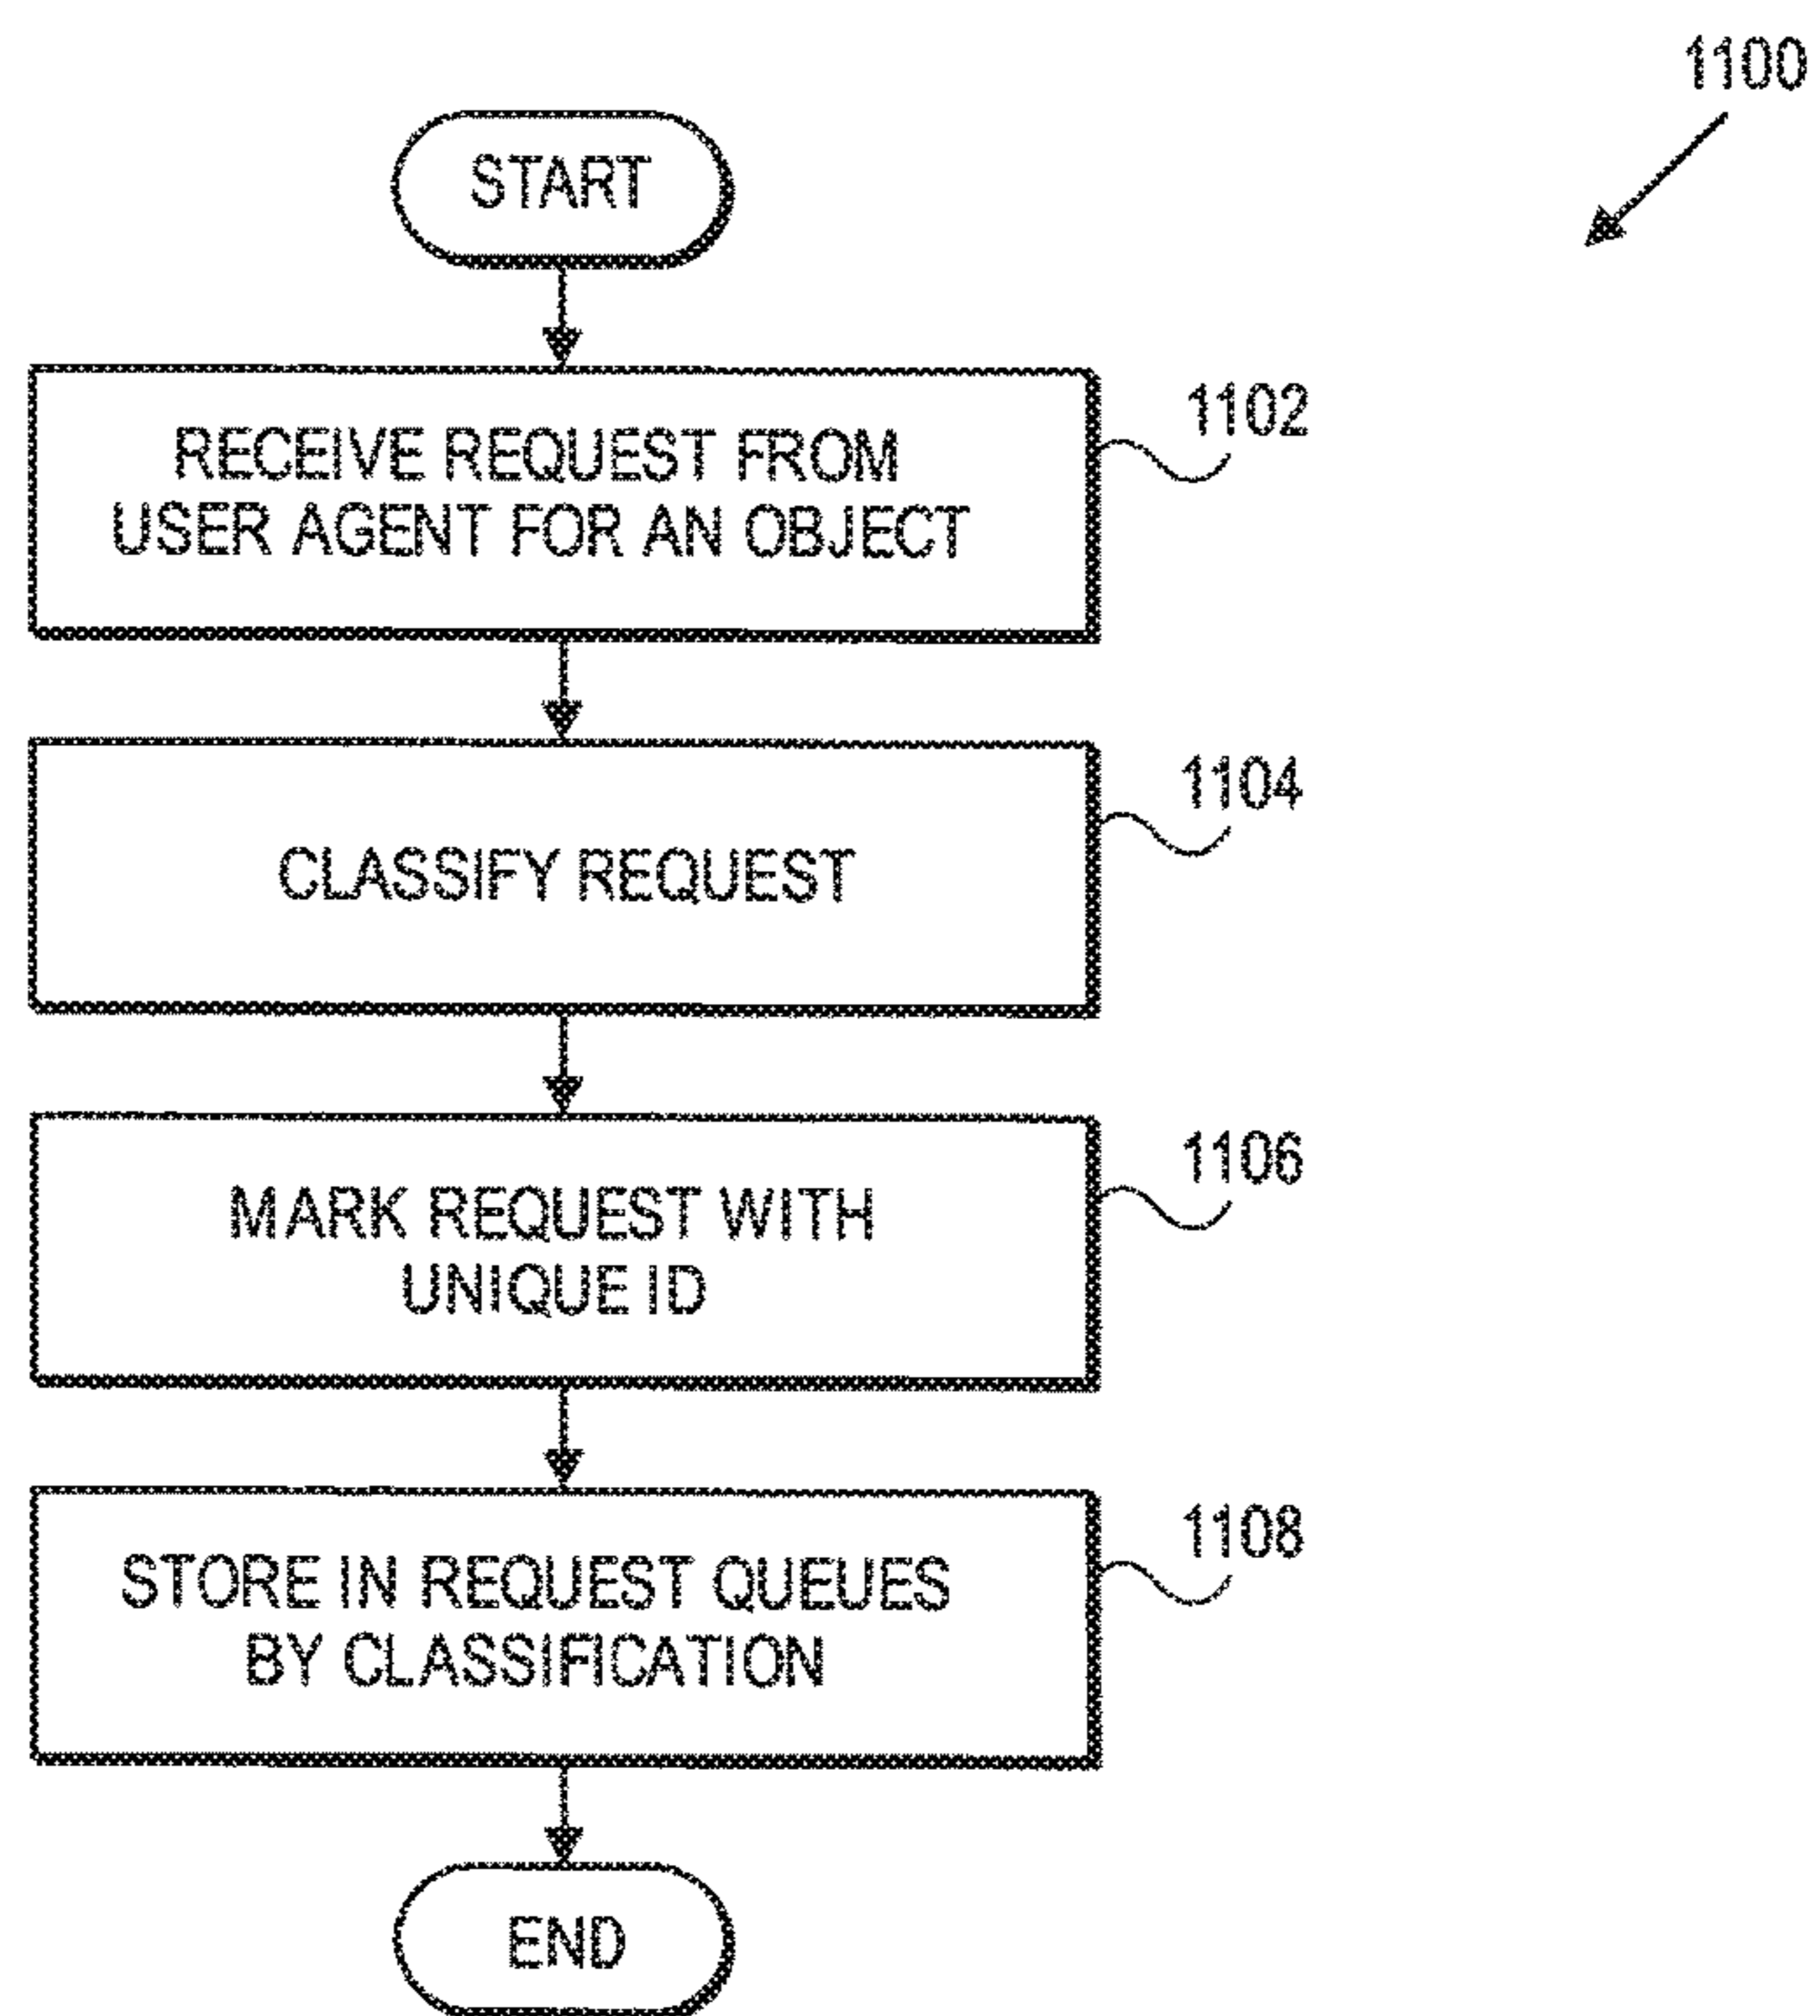 1100
START
RECEIVE REQUEST FROM
USER AGENT FOR AN OBJECT
1102
CLASSIFY REQUEST
1104
MARK REQUEST WITH
UNIQUE ID
1106
STORE IN REQUEST QUEUES
BY CLASSIFICATION
1108
END